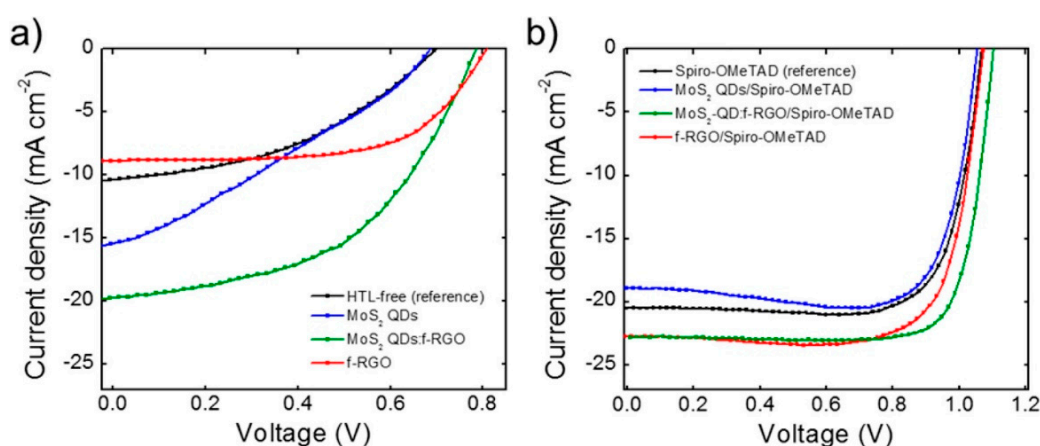 a)
0
-5
-10
-15
-20
-25
Current density (mA cm⁻²)
HTL-free (reference)
MoS₂ QDs
MoS₂ QDs:f-RGO
f-RGO
0.0 0.2 0.4 0.6 0.8
Voltage (V)
b)
0
-5
-10
-15
-20
-25
Current density (mA cm⁻²)
Spiro-OMeTAD (reference)
MoS₂ QDs/Spiro-OMeTAD
MoS₂-QD:f-RGO/Spiro-OMeTAD
f-RGO/Spiro-OMeTAD
0.0 0.2 0.4 0.6 0.8 1.0 1.2
Voltage (V)